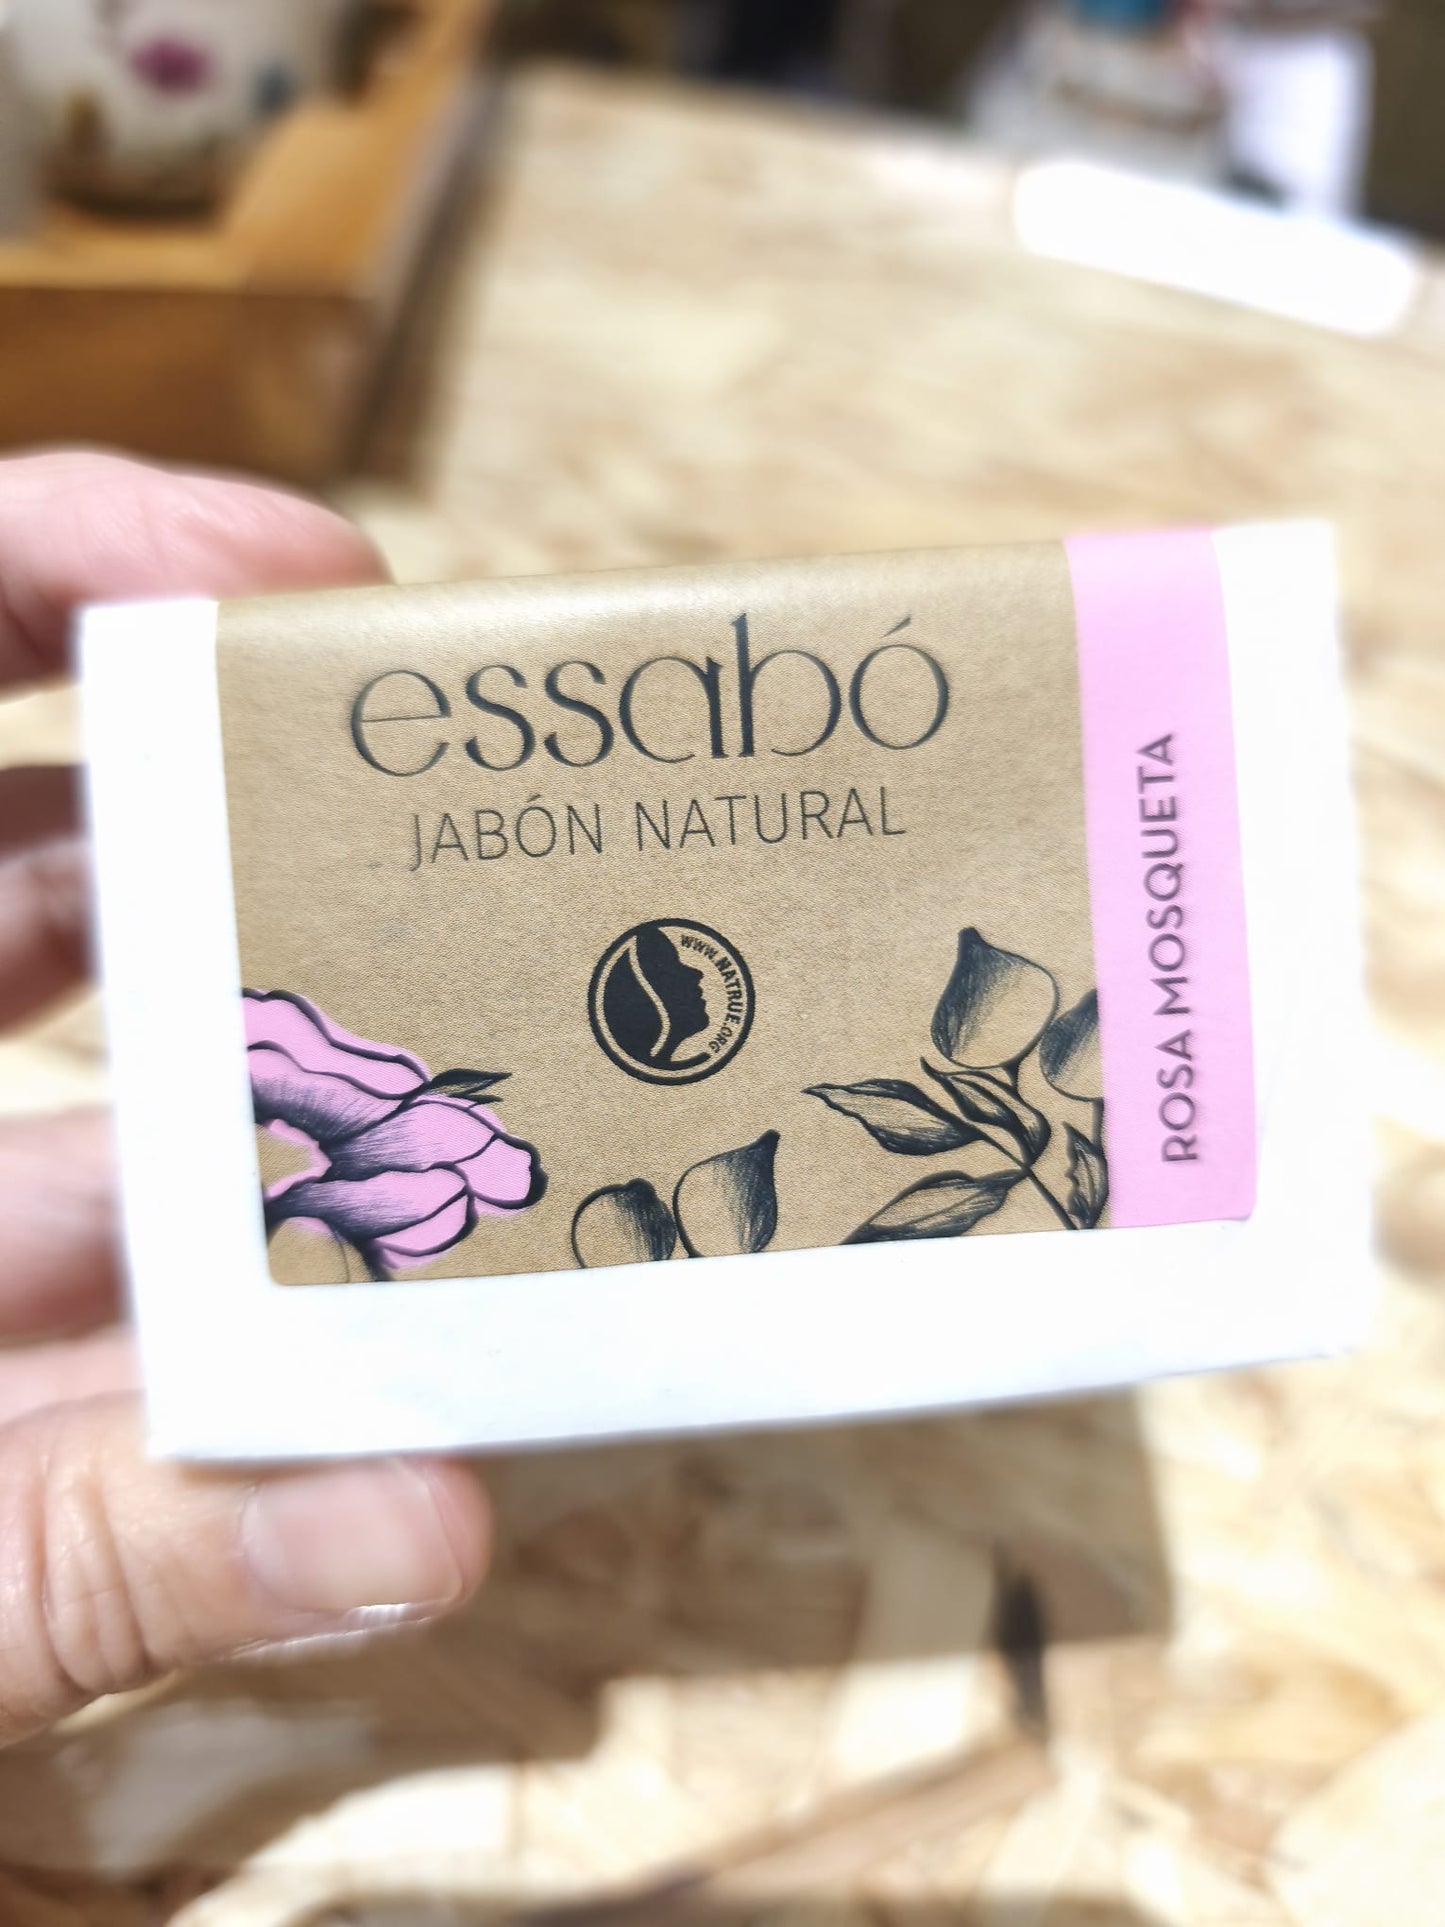 essabó
JABÓN NATURAL
WWW.NATRUE.ORG
ROSA MOSQUETA